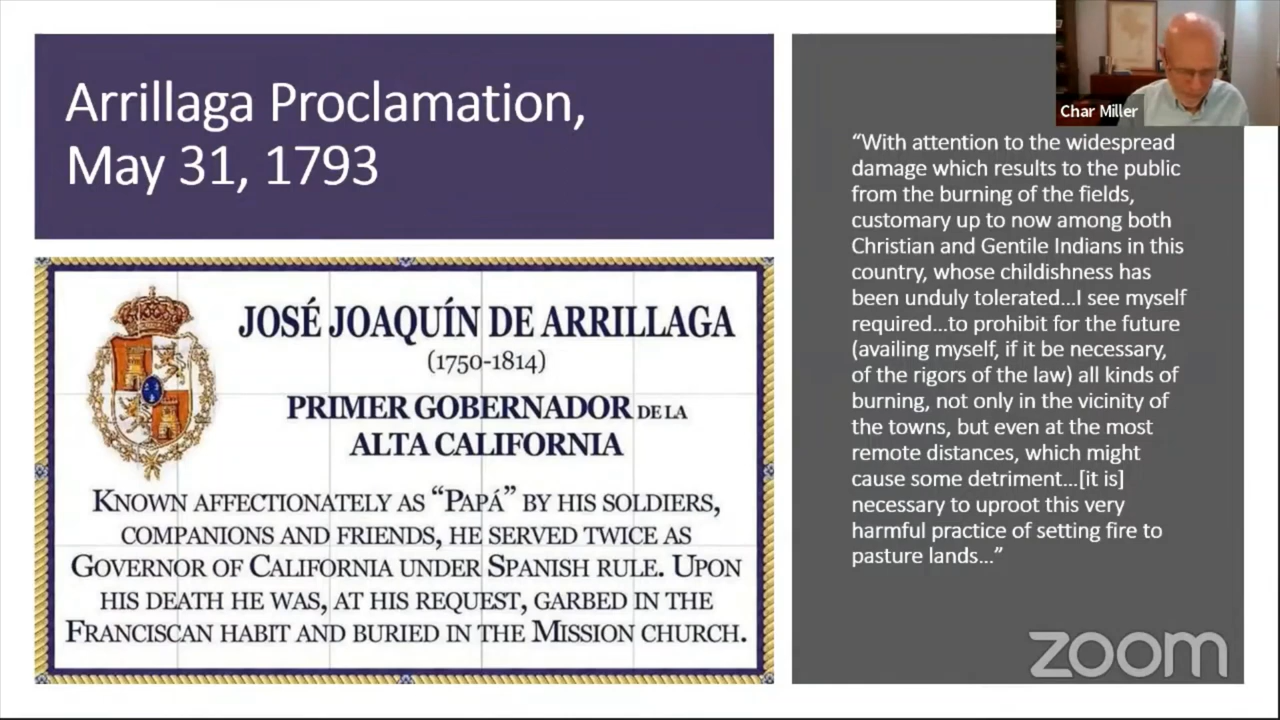 Arrillaga Proclamation,
May 31, 1793
JOSÉ JOAQUÍN DE ARRILLAGA
(1750-1814)
PRIMER GOBERNADOR DE LA
ALTA CALIFORNIA
KNOWN AFFECTIONATELY AS “PAPÁ” BY HIS SOLDIERS,
COMPANIONS AND FRIENDS, HE SERVED TWICE AS
GOVERNOR OF CALIFORNIA UNDER SPANISH RULE. UPON
HIS DEATH HE WAS, AT HIS REQUEST, GARBED IN THE
FRANCISCAN HABIT AND BURIED IN THE MISSION CHURCH.
Char Miller
“With attention to the widespread
damage which results to the public
from the burning of the fields,
customary up to now among both
Christian and Gentile Indians in this
country, whose childishness has
been unduly tolerated...I see myself
required...to prohibit for the future
(availing myself, if it be necessary,
of the rigors of the law) all kinds of
burning, not only in the vicinity of
the towns, but even at the most
remote distances, which might
cause some detriment...[it is]
necessary to uproot this very
harmful practice of setting fire to
pasture lands...”
zoom